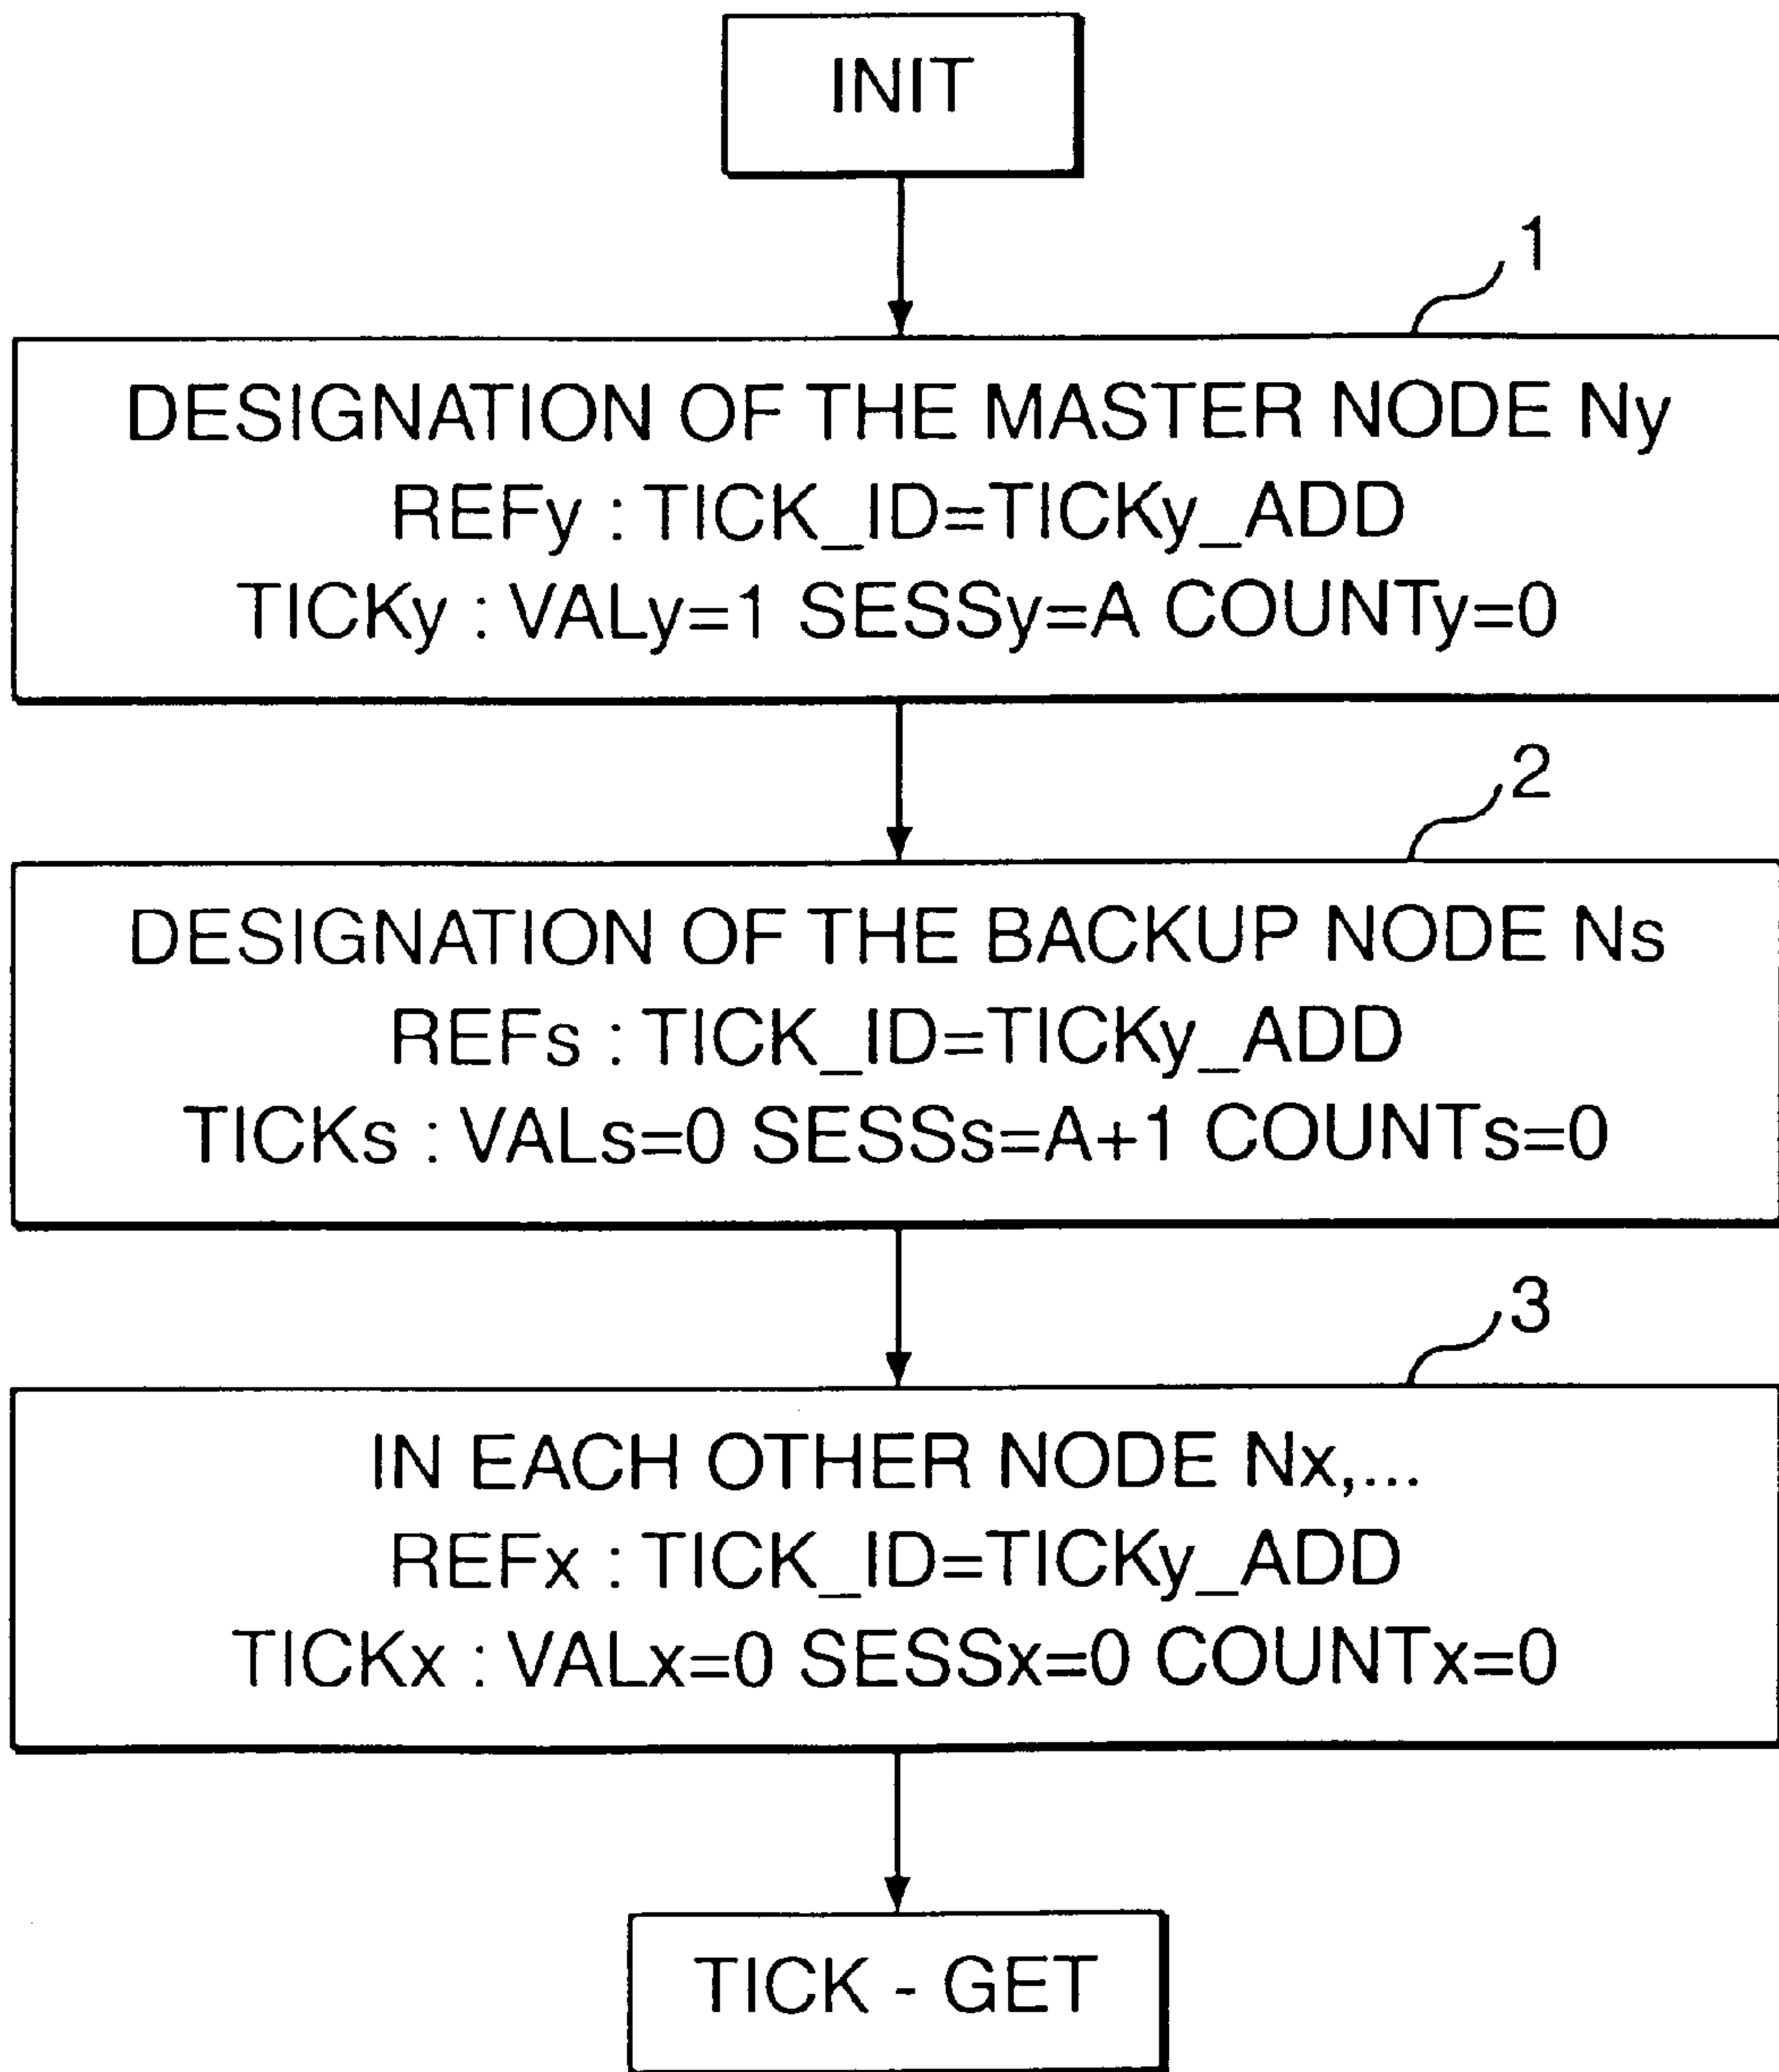 INIT
1
DESIGNATION OF THE MASTER NODE Ny
REFy : TICK_ID=TICKy_ADD
TICKy : VALy=1 SESSy=A COUNTy=0
2
DESIGNATION OF THE BACKUP NODE Ns
REFs : TICK_ID=TICKy_ADD
TICKs : VALs=0 SESSs=A+1 COUNTs=0
3
IN EACH OTHER NODE Nx,...
REFx : TICK_ID=TICKy_ADD
TICKx : VALx=0 SESSx=0 COUNTx=0
TICK - GET